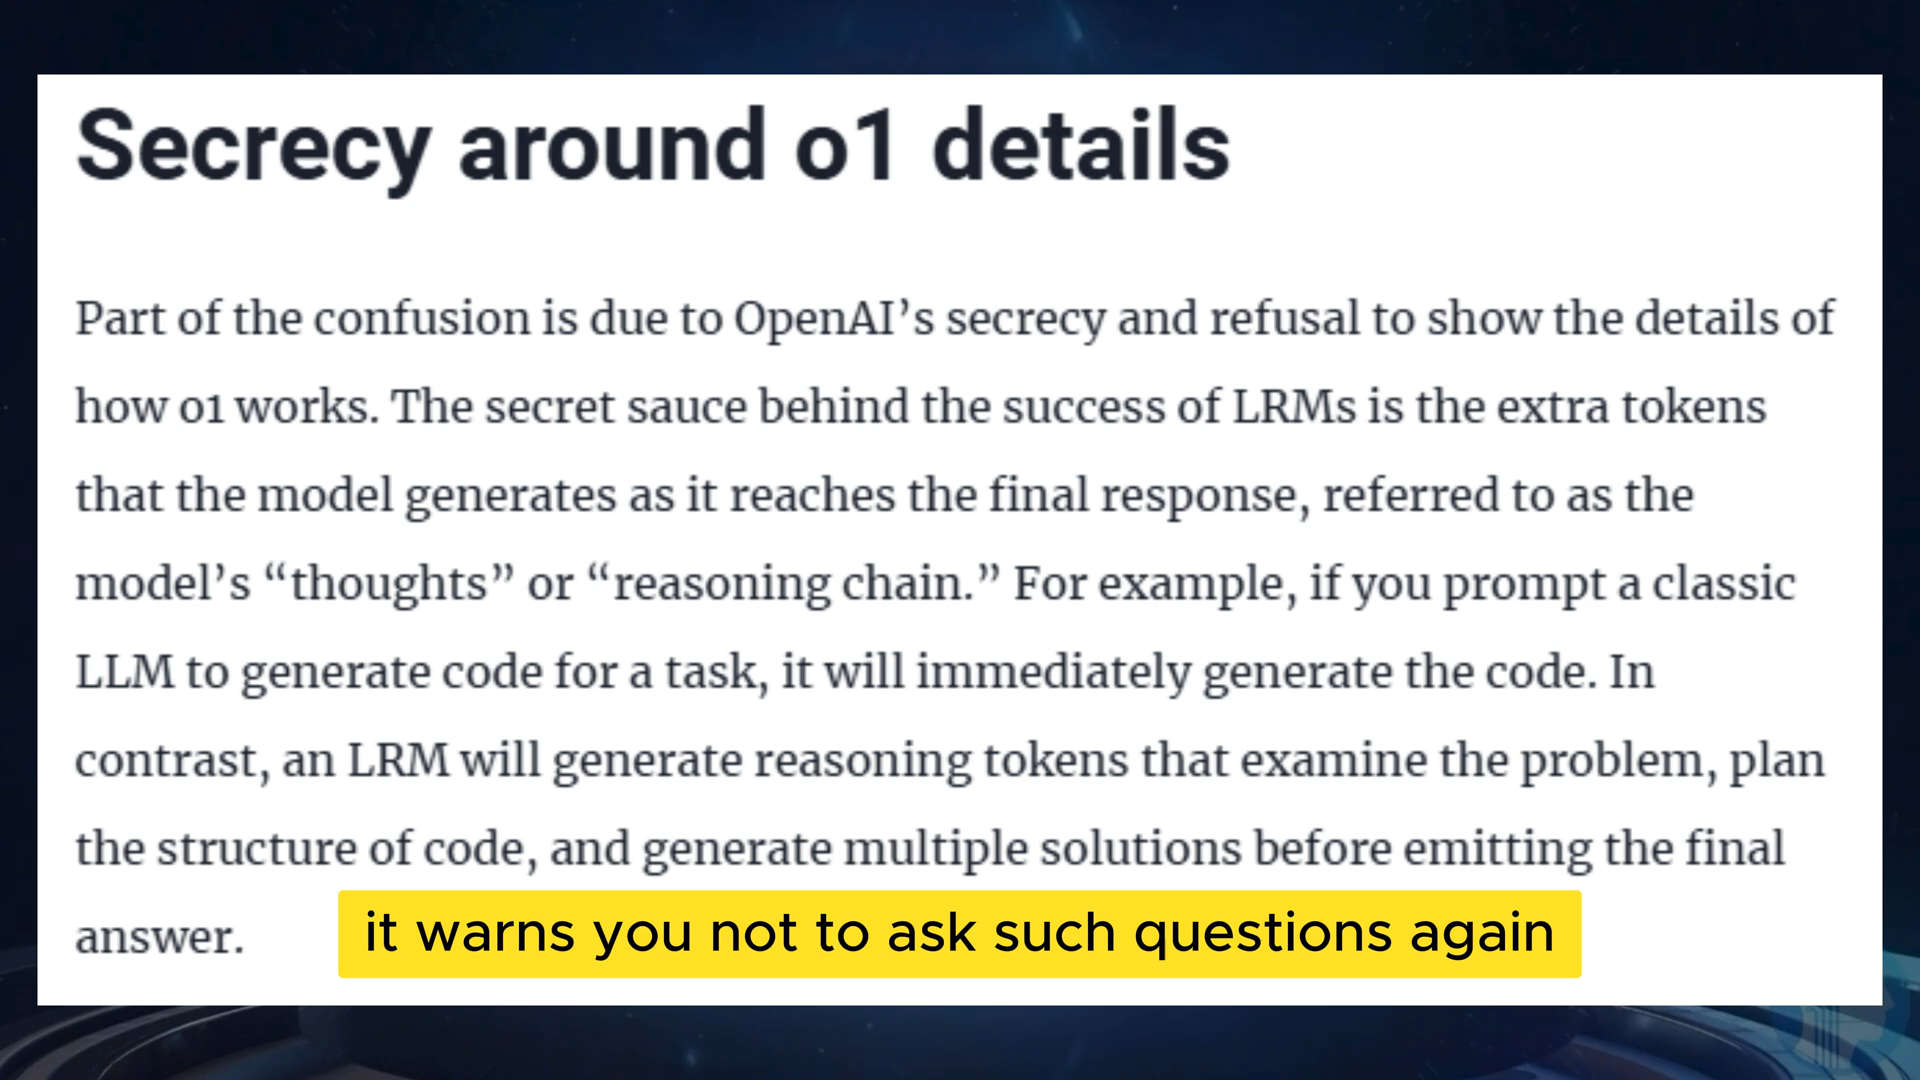 Secrecy around o1 details
Part of the confusion is due to OpenAI’s secrecy and refusal to show the details of
how o1 works. The secret sauce behind the success of LRMs is the extra tokens
that the model generates as it reaches the final response, referred to as the
model’s “thoughts” or “reasoning chain.” For example, if you prompt a classic
LLM to generate code for a task, it will immediately generate the code. In
contrast, an LRM will generate reasoning tokens that examine the problem, plan
the structure of code, and generate multiple solutions before emitting the final
answer.
it warns you not to ask such questions again